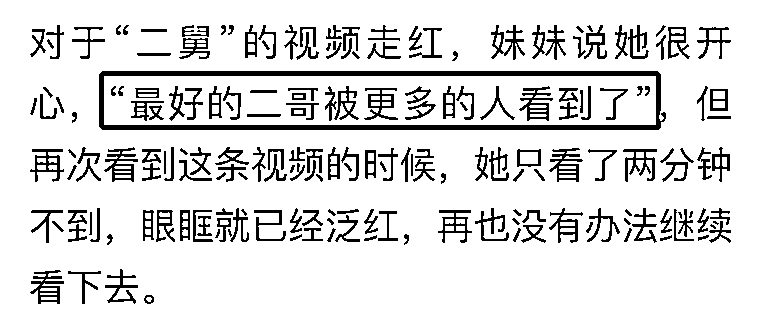 对于“二舅”的视频走红，妹妹说她很开
心，“最好的二哥被更多的人看到了”，但
再次看到这条视频的时候，她只看了两分钟
不到，眼眶就已经泛红，再也没有办法继续
看下去。